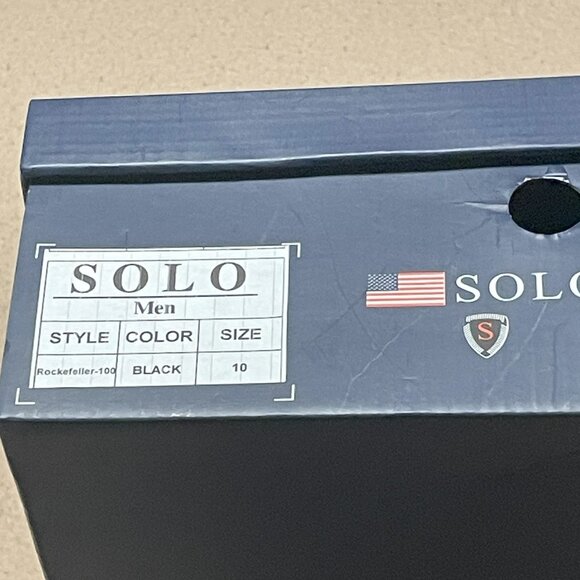 SOLO
Men
STYLE COLOR SIZE
Rockefeller-100 BLACK 10
SOLO
S